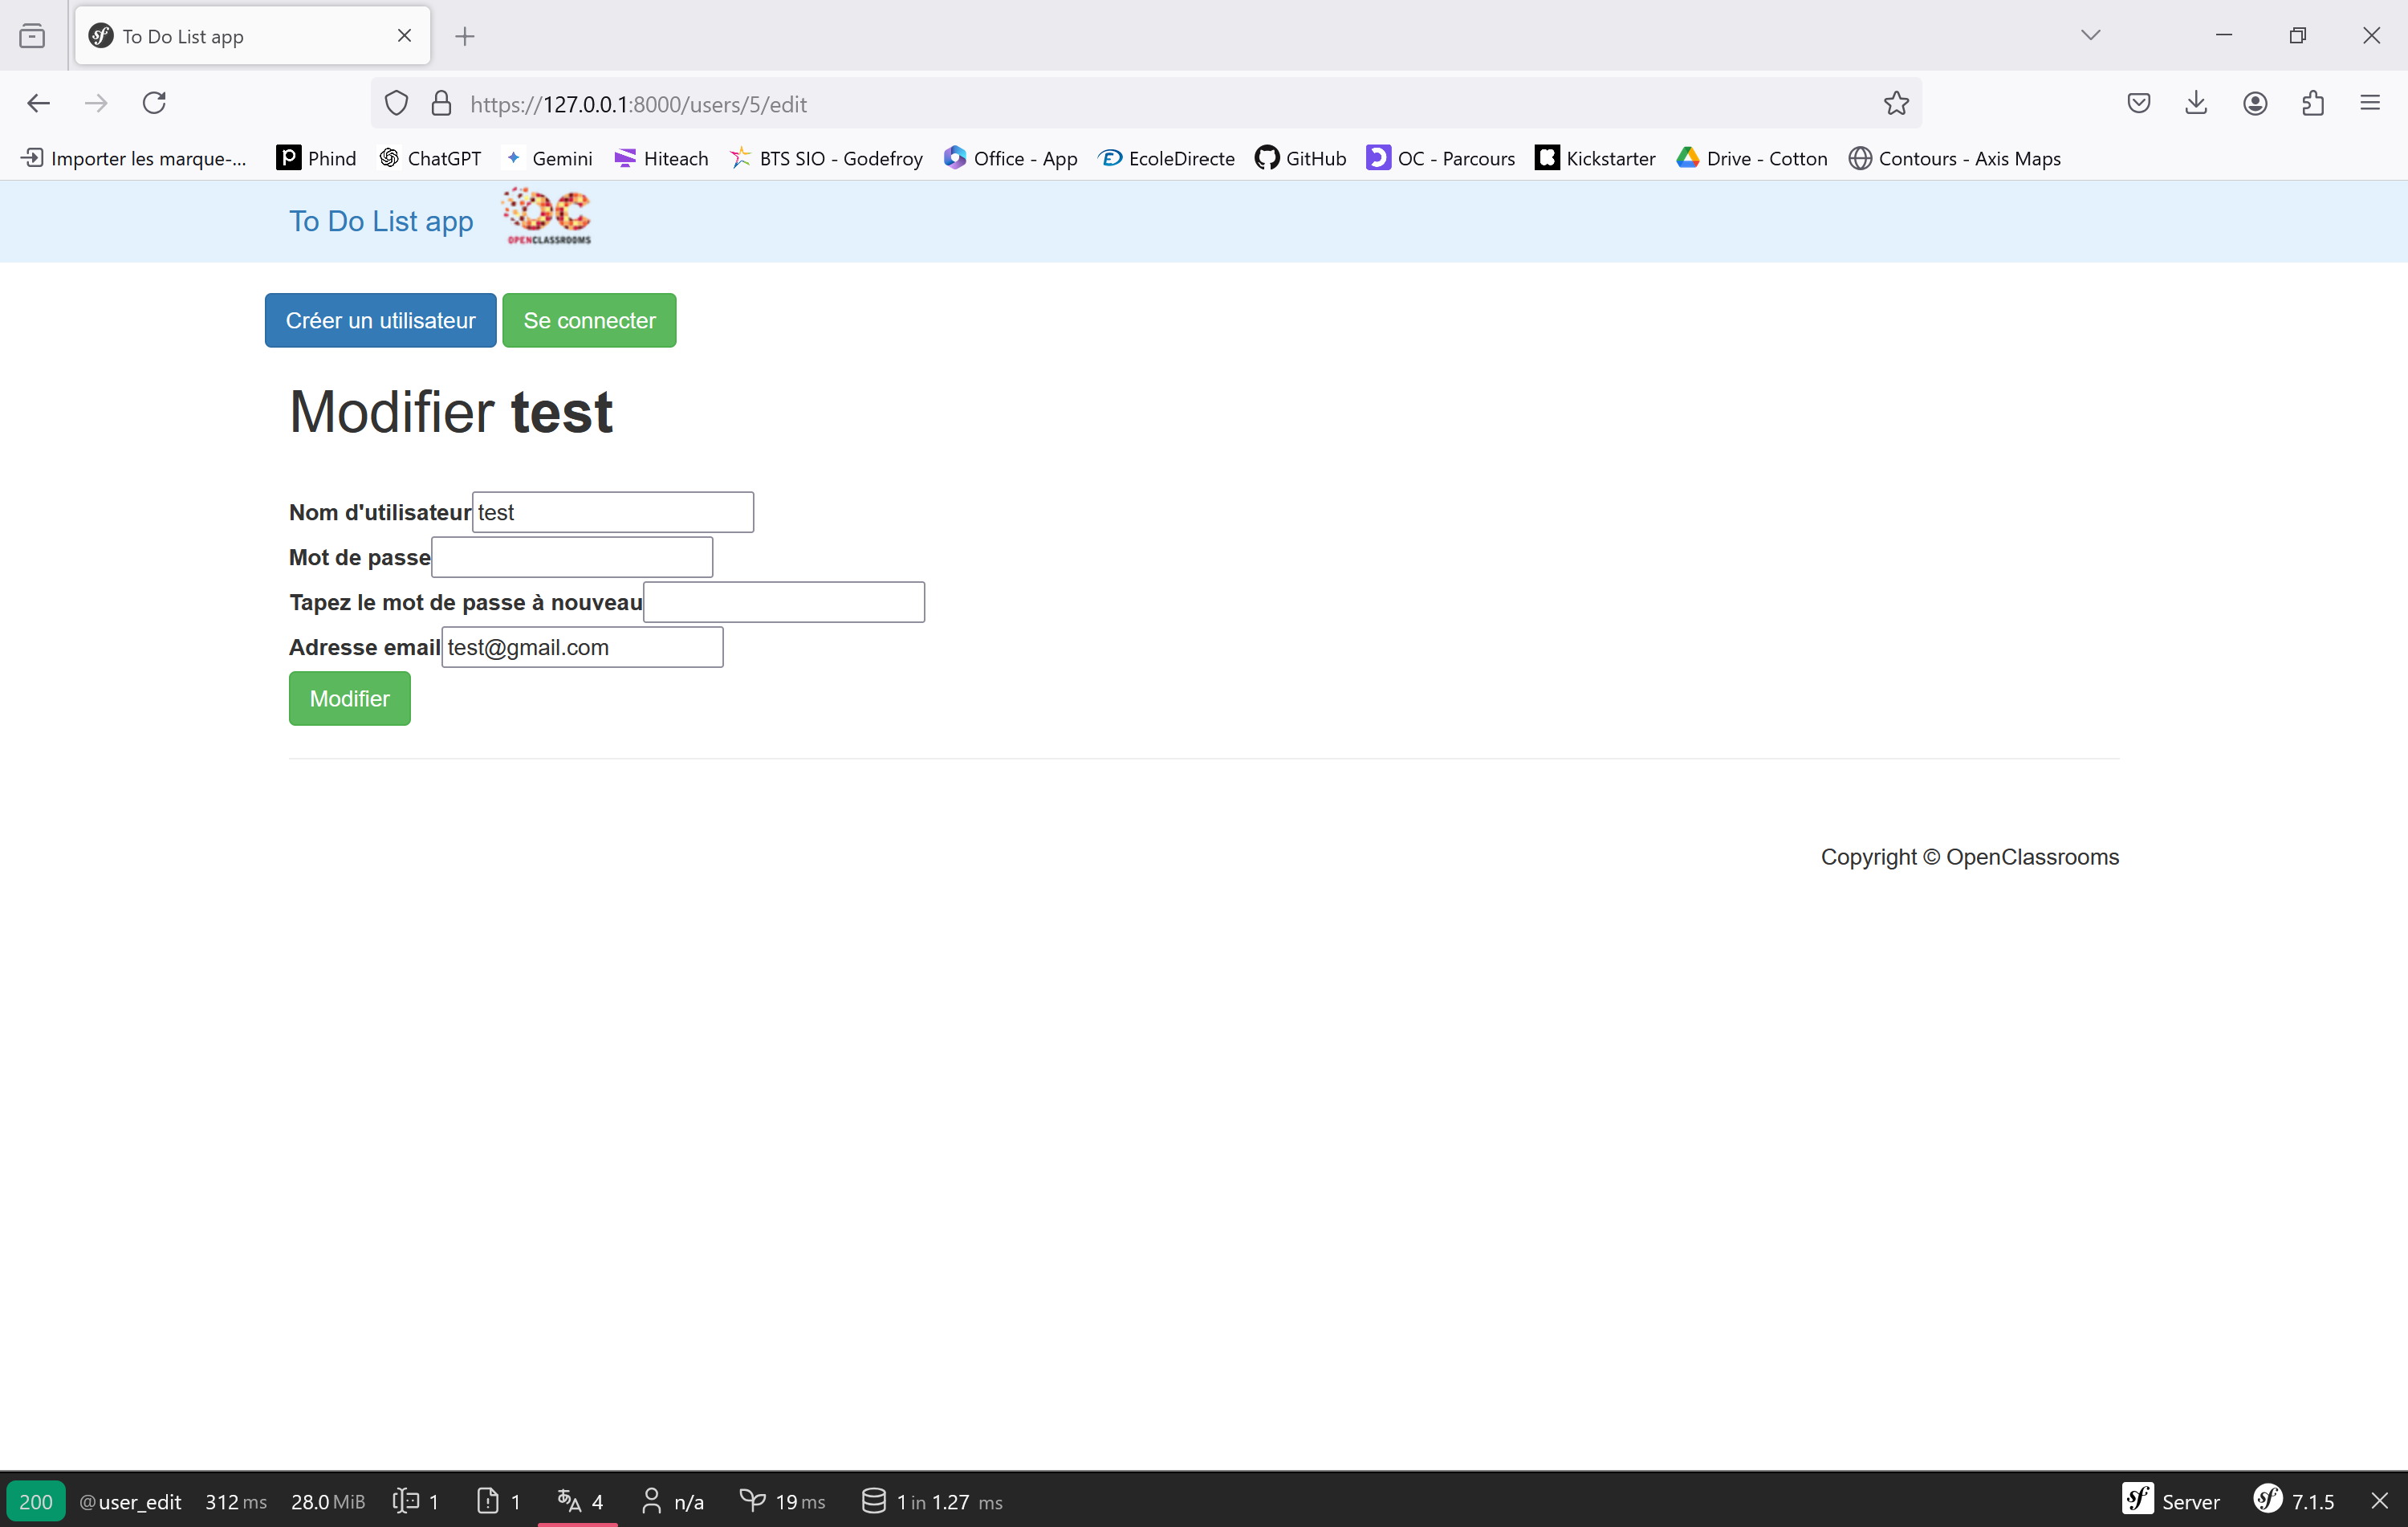 To Do List app
https://127.0.0.1:8000/users/5/edit
Importer les marque-... Phind ChatGPT Gemini Hiteach BTS SIO - Godefroy Office - App EcoleDirecte GitHub OC - Parcours Kickstarter Drive - Cotton Contours - Axis Maps
To Do List app OC OPENCLASSROOMS
Créer un utilisateur Se connecter
Modifier test
Nom d'utilisateur test
Mot de passe
Tapez le mot de passe à nouveau
Adresse email test@gmail.com
Modifier
Copyright © OpenClassrooms
200 @user_edit 312 ms 28.0 MiB 1 1 4 n/a 19 ms 1 in 1.27 ms Server 7.1.5